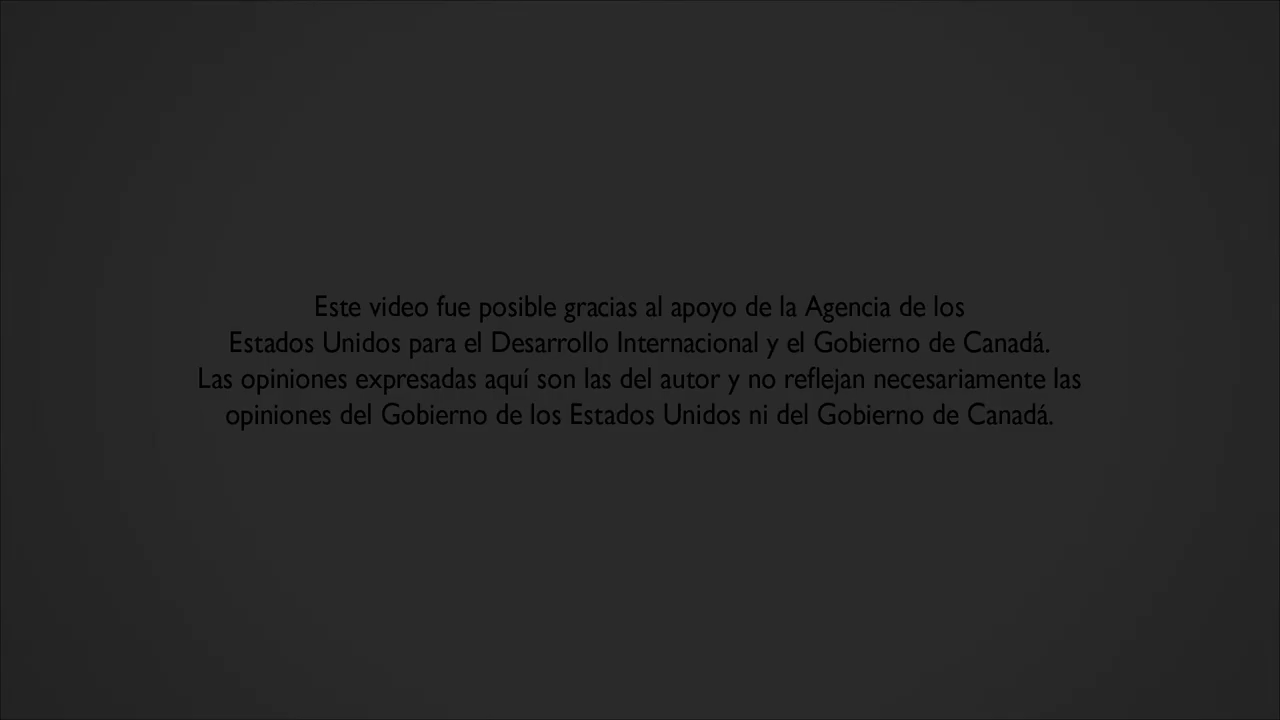 Este video fue posible gracias al apoyo de la Agencia de los
Estados Unidos para el Desarrollo Internacional y el Gobierno de Canadá.
Las opiniones expresadas aquí son las del autor y no reflejan necesariamente las
opiniones del Gobierno de los Estados Unidos ni del Gobierno de Canadá.